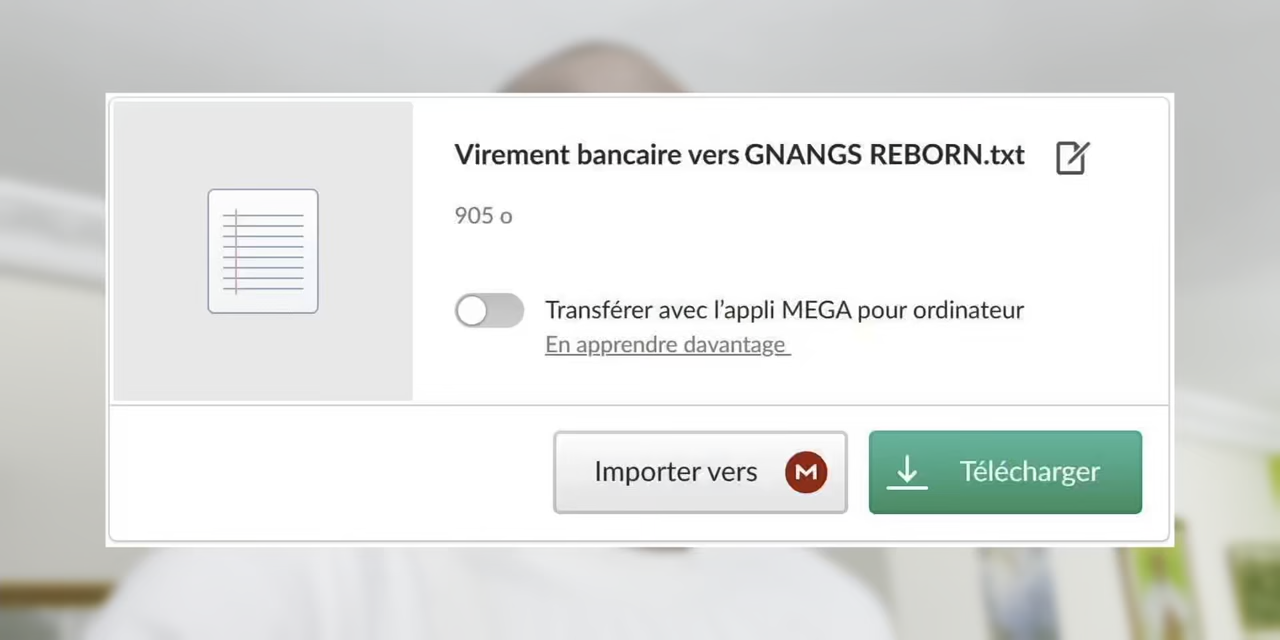 Virement bancaire vers GNANGS REBORN.txt
905 o
Transférer avec l’appli MEGA pour ordinateur
En apprendre davantage
Importer vers M
Télécharger